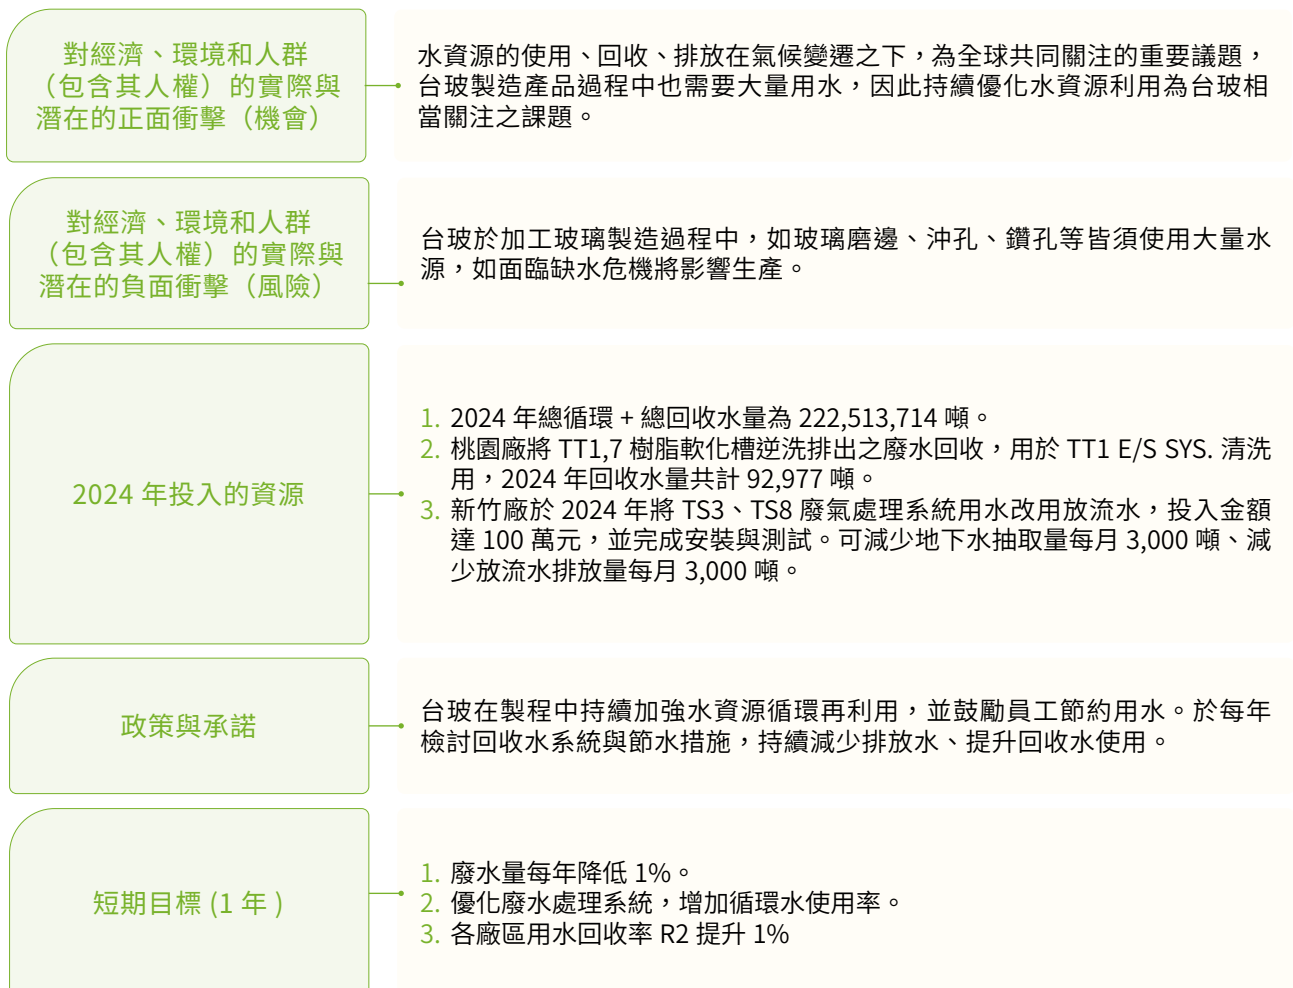 對經濟、環境和人群
（包含其人權）的實際與
潛在的正面衝擊（機會）
水資源的使用、回收、排放在氣候變遷之下，為全球共同關注的重要議題，
台玻製造產品過程中也需要大量用水，因此持續優化水資源利用為台玻相
當關注之課題。
對經濟、環境和人群
（包含其人權）的實際與
潛在的負面衝擊（風險）
台玻於加工玻璃製造過程中，如玻璃磨邊、沖孔、鑽孔等皆須使用大量水
源，如面臨缺水危機將影響生產。
2024 年投入的資源
1. 2024 年總循環 + 總回收水量為 222,513,714 噸。
2. 桃園廠將 TT1,7 樹脂軟化槽逆洗排出之廢水回收，用於 TT1 E/S SYS. 清洗
用，2024 年回收水量共計 92,977 噸。
3. 新竹廠於 2024 年將 TS3、TS8 廢氣處理系統用水改用放流水，投入金額
達 100 萬元，並完成安裝與測試。可減少地下水抽取量每月 3,000 噸、減
少放流水排放量每月 3,000 噸。
政策與承諾
台玻在製程中持續加強水資源循環再利用，並鼓勵員工節約用水。於每年
檢討回收水系統與節水措施，持續減少排放水、提升回收水使用。
短期目標 (1 年 )
1. 廢水量每年降低 1%。
2. 優化廢水處理系統，增加循環水使用率。
3. 各廠區用水回收率 R2 提升 1%